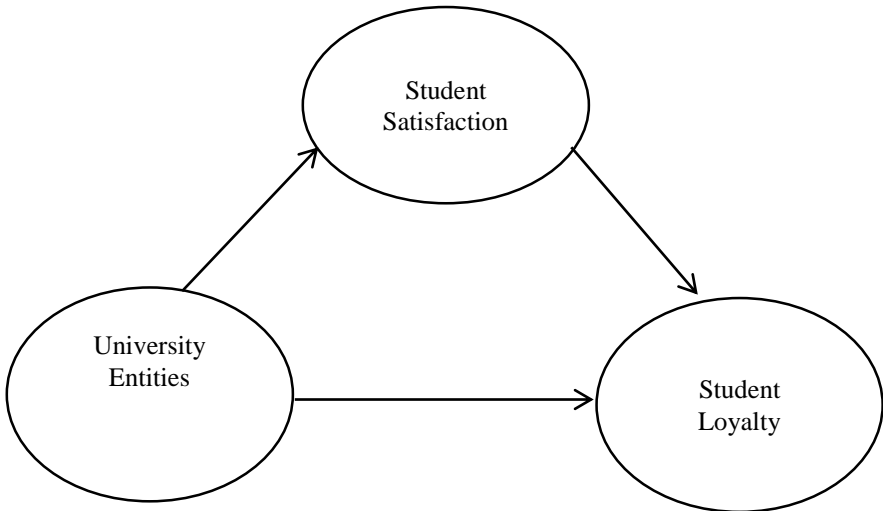 Student
Satisfaction
University
Entities
Student
Loyalty